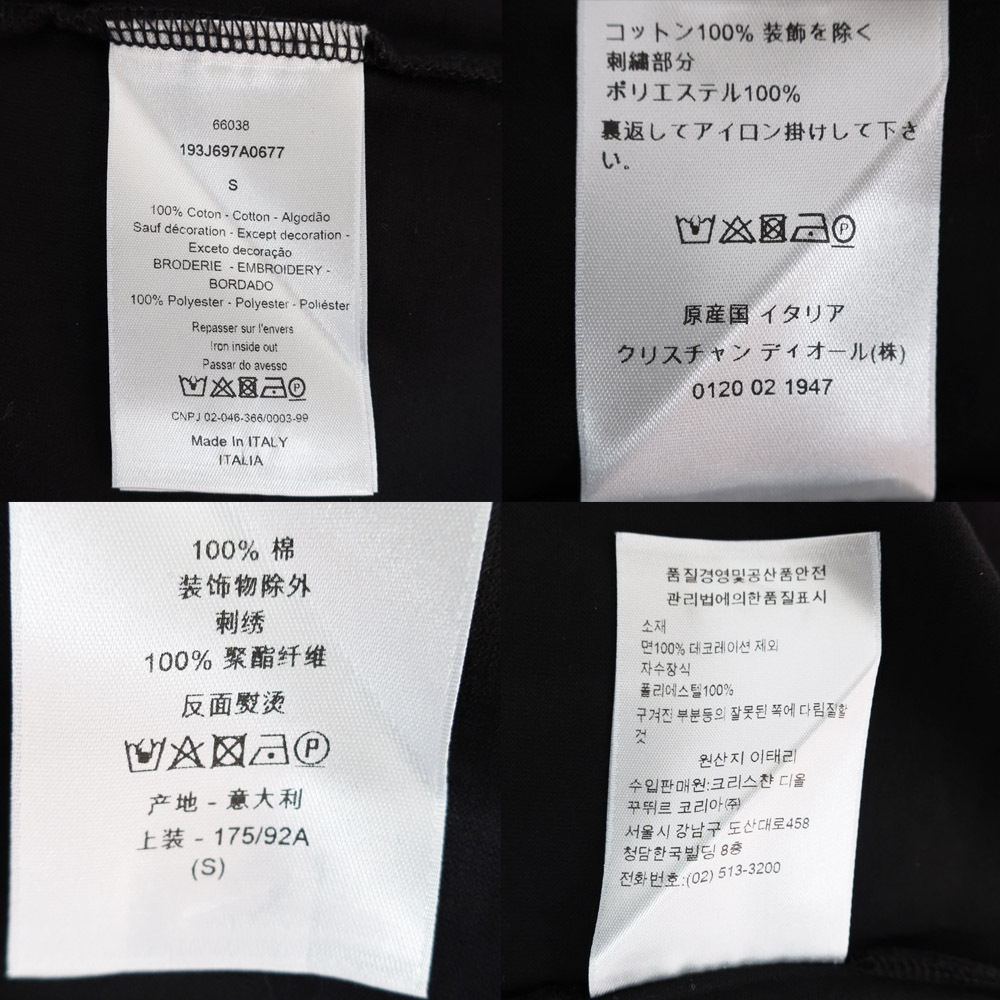 66038
193J697A0677
S
100% Coton - Cotton - Algodão
Sauf décoration - Except decoration -
Exceto decoração
BRODERIE - EMBROIDERY -
BORDADO
100% Polyester - Polyester - Poliéster
Repasser sur l'envers
Iron inside out
Passar do avesso
P
CNPJ 02-046-366/0003-99
Made In ITALY
ITALIA
コットン100% 装飾を除く
刺繍部分
ポリエステル100%
裏返してアイロン掛けして下さ
い。
P
原産国 イタリア
クリスチャン ディオール(株)
0120 02 1947
100% 棉
装饰物除外
刺绣
100% 聚酯纤维
反面熨烫
P
产地 - 意大利
上装 - 175/92A
(S)
품질경영및공산품안전
관리법에의한품질표시
소재
면100% 데코레이션 제외
자수장식
폴리에스텔100%
구겨진 부분등의 잘못된 쪽에 다림질할
것
원산지 이태리
수입판매원:크리스챤 디올
꾸뛰르 코리아㈜
서울시 강남구 도산대로458
청담한국빌딩 8층
전화번호:(02) 513-3200